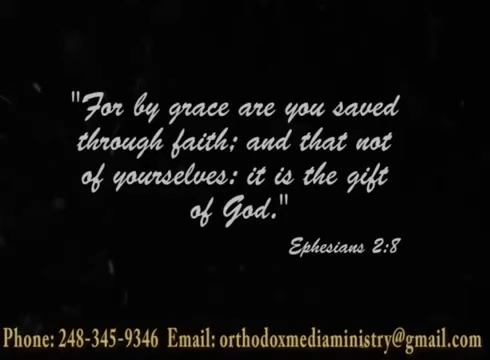 "For by grace are you saved
through faith; and that not
of yourselves: it is the gift
of God."
Ephesians 2:8
Phone: 248-345-9346 Email: orthodoxmediaministry@gmail.com